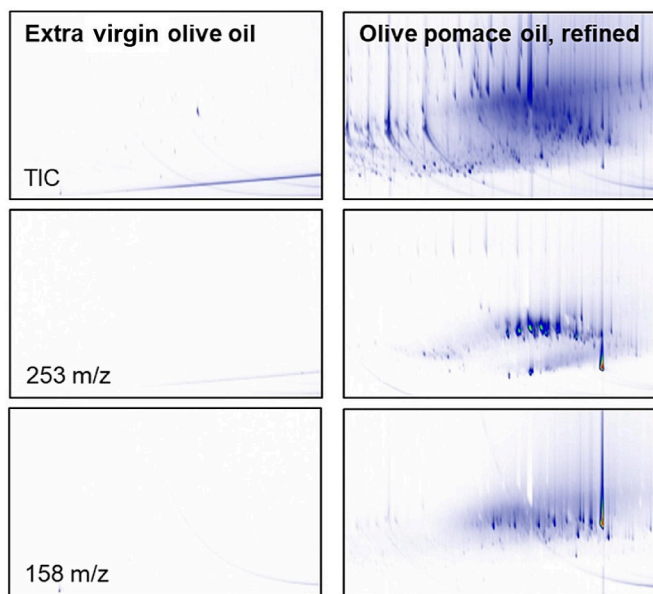 Extra virgin olive oil
Olive pomace oil, refined
TIC
253 m/z
158 m/z